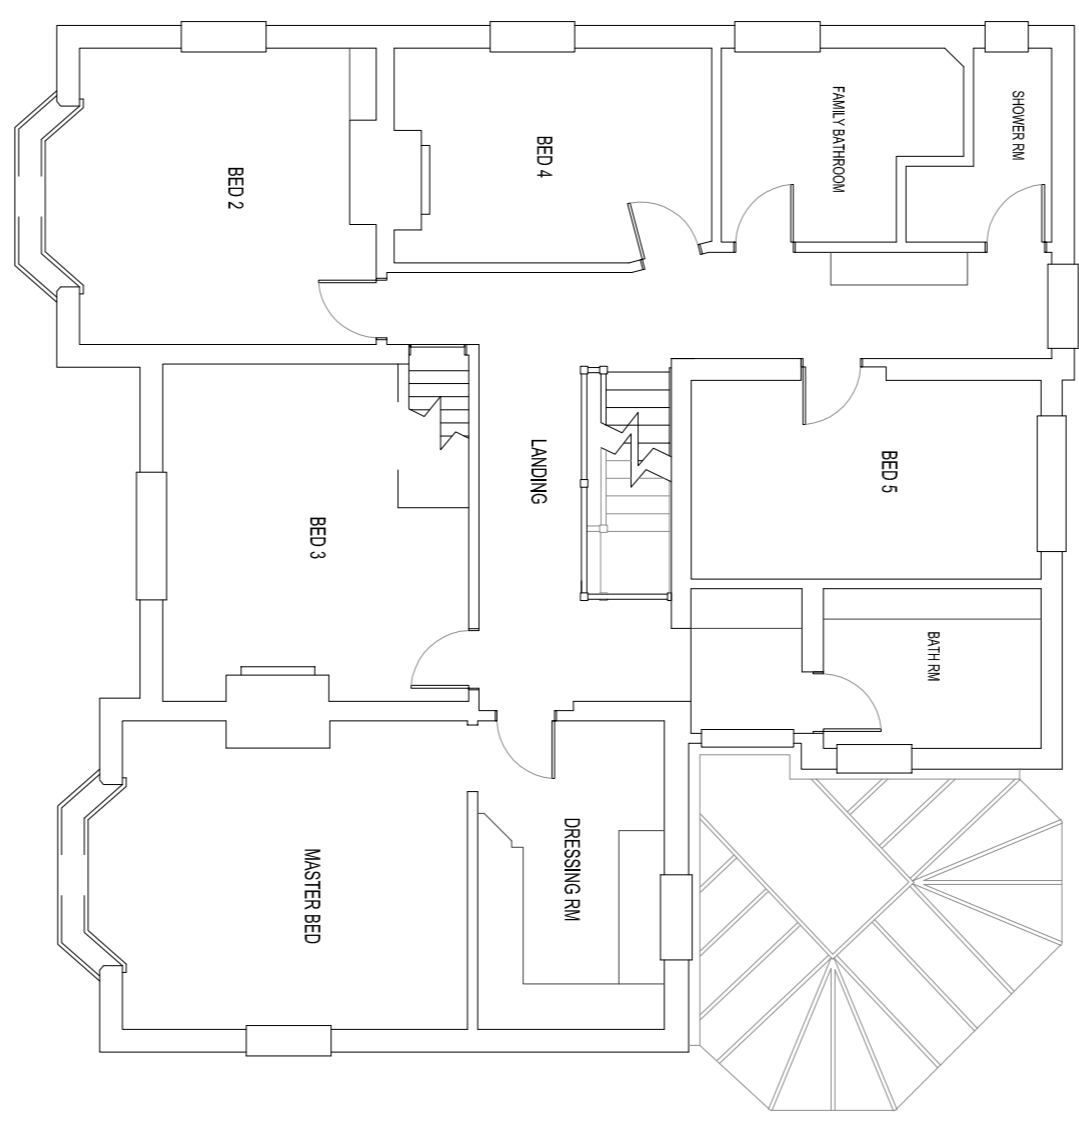 BED 2
BED 4
FAMILY BATHROOM
SHOWER RM
LANDING
BED 5
BED 3
BATH RM
MASTER BED
DRESSING RM